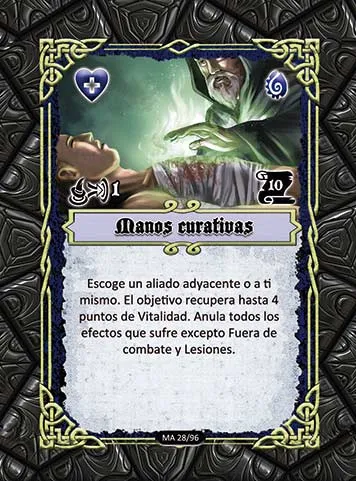 1
10
Manos curativas
Escoge un aliado adyacente o a ti
mismo. El objetivo recupera hasta 4
puntos de Vitalidad. Anula todos los
efectos que sufre excepto Fuera de
combate y Lesiones.
MA 28/96